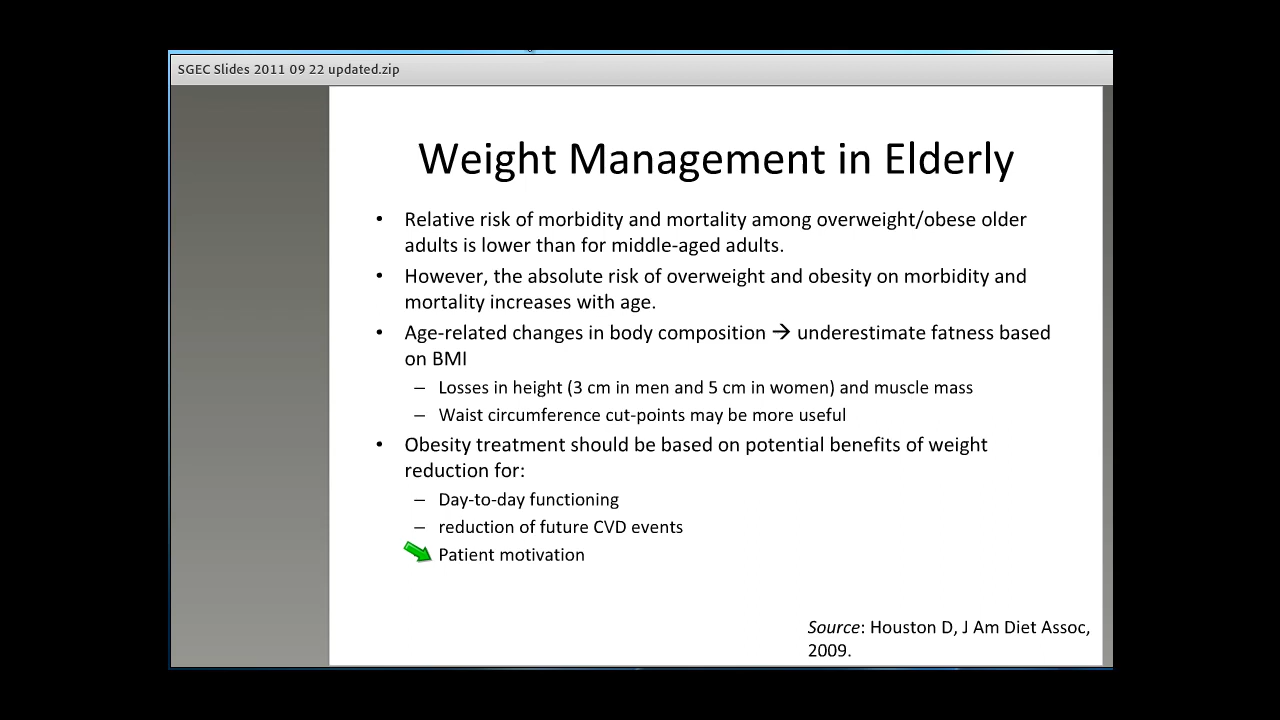 SGEC Slides 2011 09 22 updated.zip
Weight Management in Elderly
• Relative risk of morbidity and mortality among overweight/obese older
adults is lower than for middle-aged adults.
• However, the absolute risk of overweight and obesity on morbidity and
mortality increases with age.
• Age-related changes in body composition → underestimate fatness based
on BMI
– Losses in height (3 cm in men and 5 cm in women) and muscle mass
– Waist circumference cut-points may be more useful
• Obesity treatment should be based on potential benefits of weight
reduction for:
– Day-to-day functioning
– reduction of future CVD events
Patient motivation
Source: Houston D, J Am Diet Assoc,
2009.